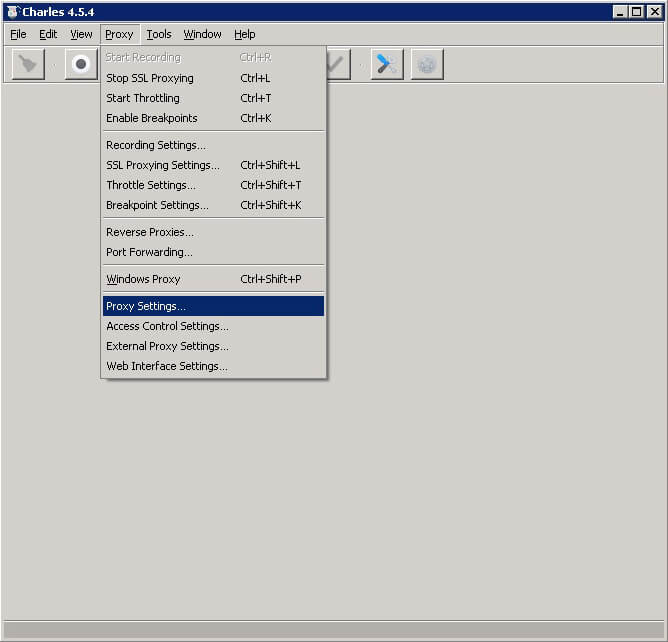 Charles 4.5.4
File Edit View Proxy Tools Window Help
Start Recording Ctrl+R
Stop SSL Proxying Ctrl+L
Start Throttling Ctrl+T
Enable Breakpoints Ctrl+K
Recording Settings...
SSL Proxying Settings... Ctrl+Shift+L
Throttle Settings... Ctrl+Shift+T
Breakpoint Settings... Ctrl+Shift+K
Reverse Proxies...
Port Forwarding...
Windows Proxy Ctrl+Shift+P
Proxy Settings...
Access Control Settings...
External Proxy Settings...
Web Interface Settings...